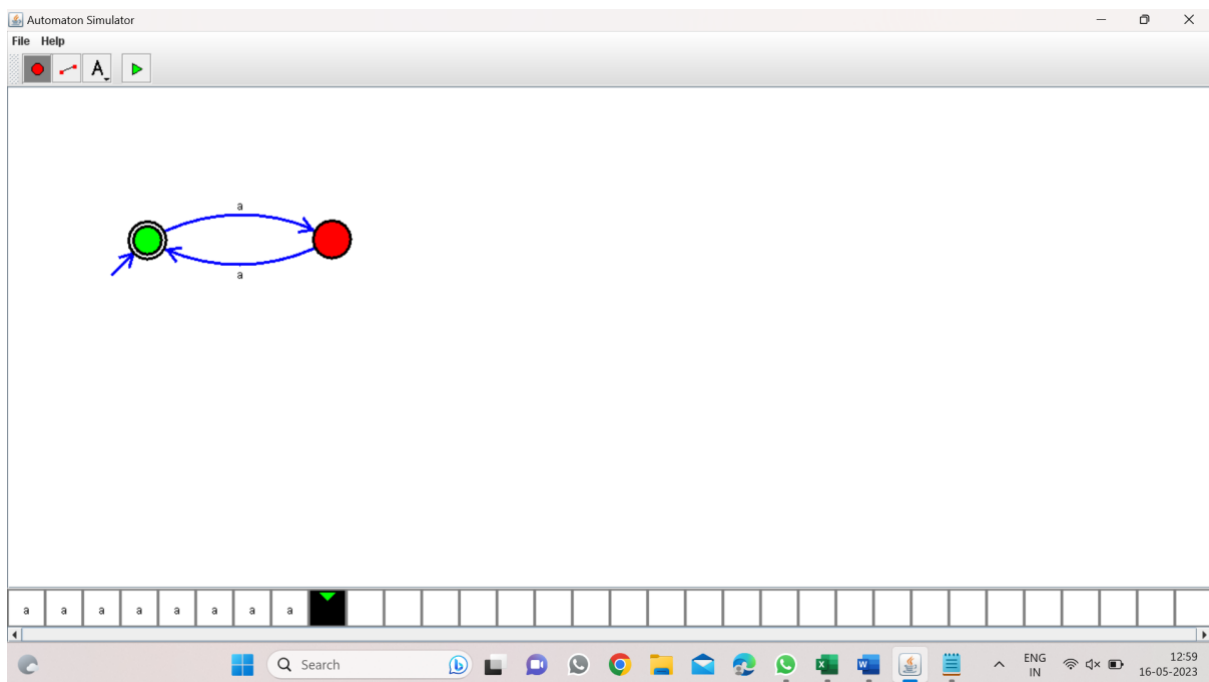 Automaton Simulator
File Help
A
a
a
a a a a a a a a
Search
ENG
IN
12:59
16-05-2023